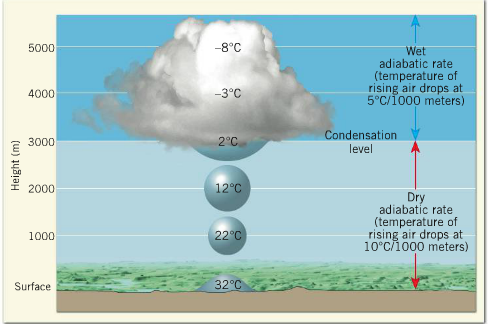 5000
4000
3000
2000
1000
Surface
Height (m)
–8°C
–3°C
2°C
12°C
22°C
32°C
Condensation
level
Wet
adiabatic rate
(temperature of
rising air drops at
5°C/1000 meters)
Dry
adiabatic rate
(temperature of
rising air drops at
10°C/1000 meters)